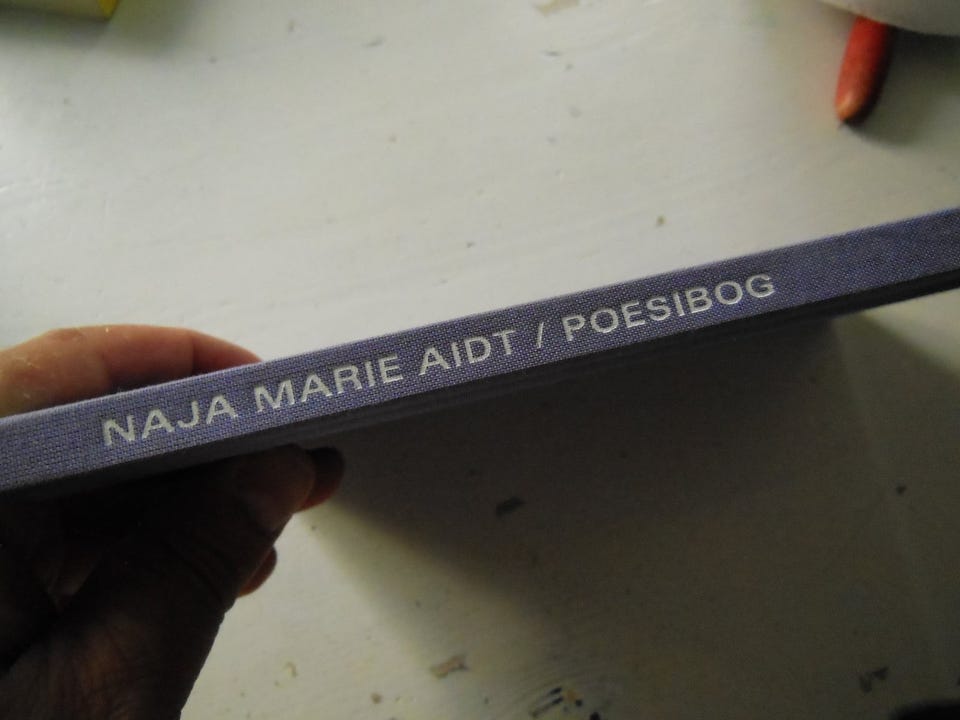 NAJA MARIE AIDT / POESIBOG